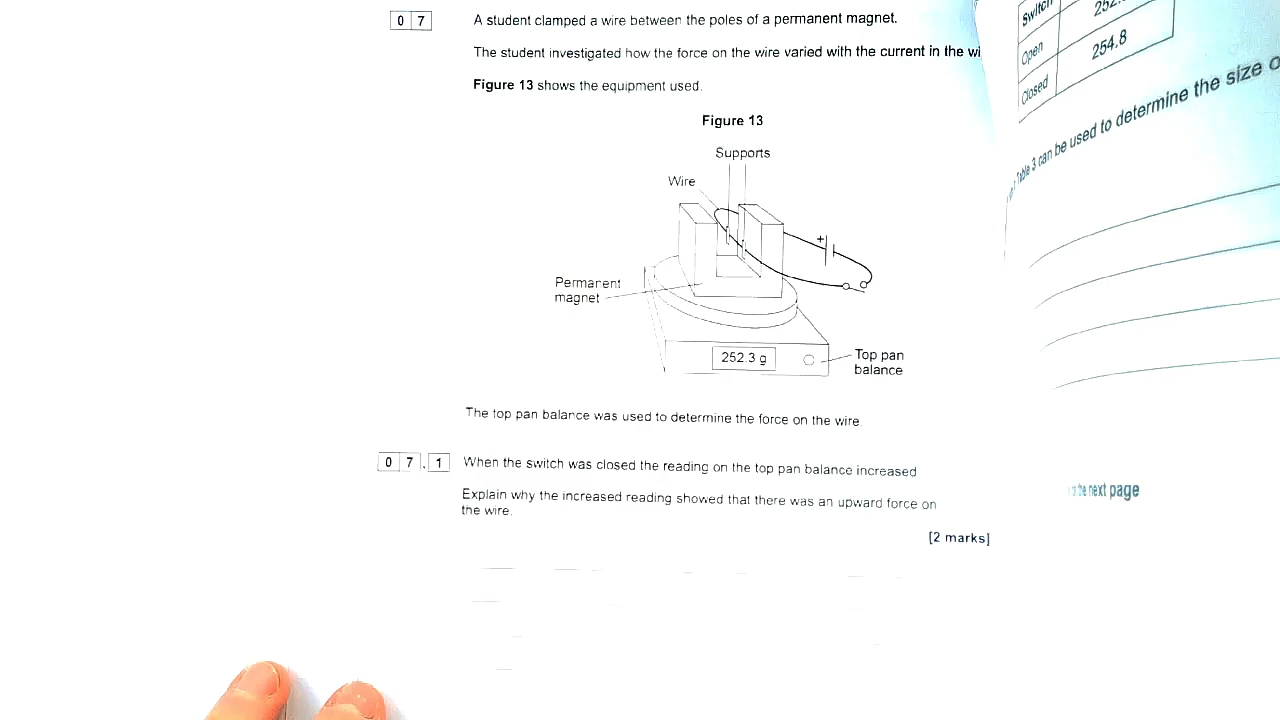 0 7 A student clamped a wire between the poles of a permanent magnet.
The student investigated how the force on the wire varied with the current in the wi
Figure 13 shows the equipment used.
Figure 13
Supports
Wire
+
Permanent
magnet
252.3 g
Top pan
balance
The top pan balance was used to determine the force on the wire
0 7 . 1 When the switch was closed the reading on the top pan balance increased
Explain why the increased reading showed that there was an upward force on
the wire.
[2 marks]
Switch
Open 252.
Closed 254.8
Table 3 can be used to determine the size o
the next page